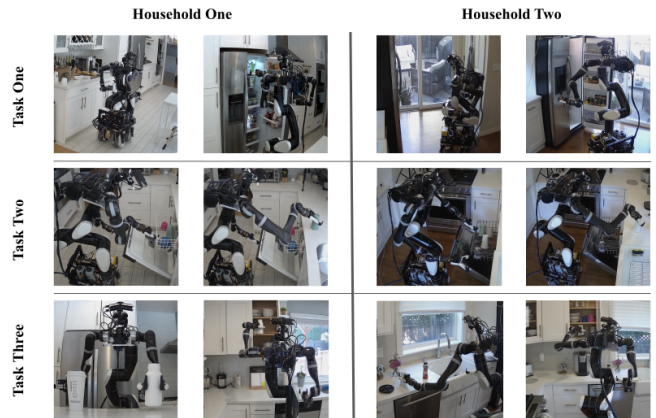 Household One
Household Two
Task One
Task Two
Task Three